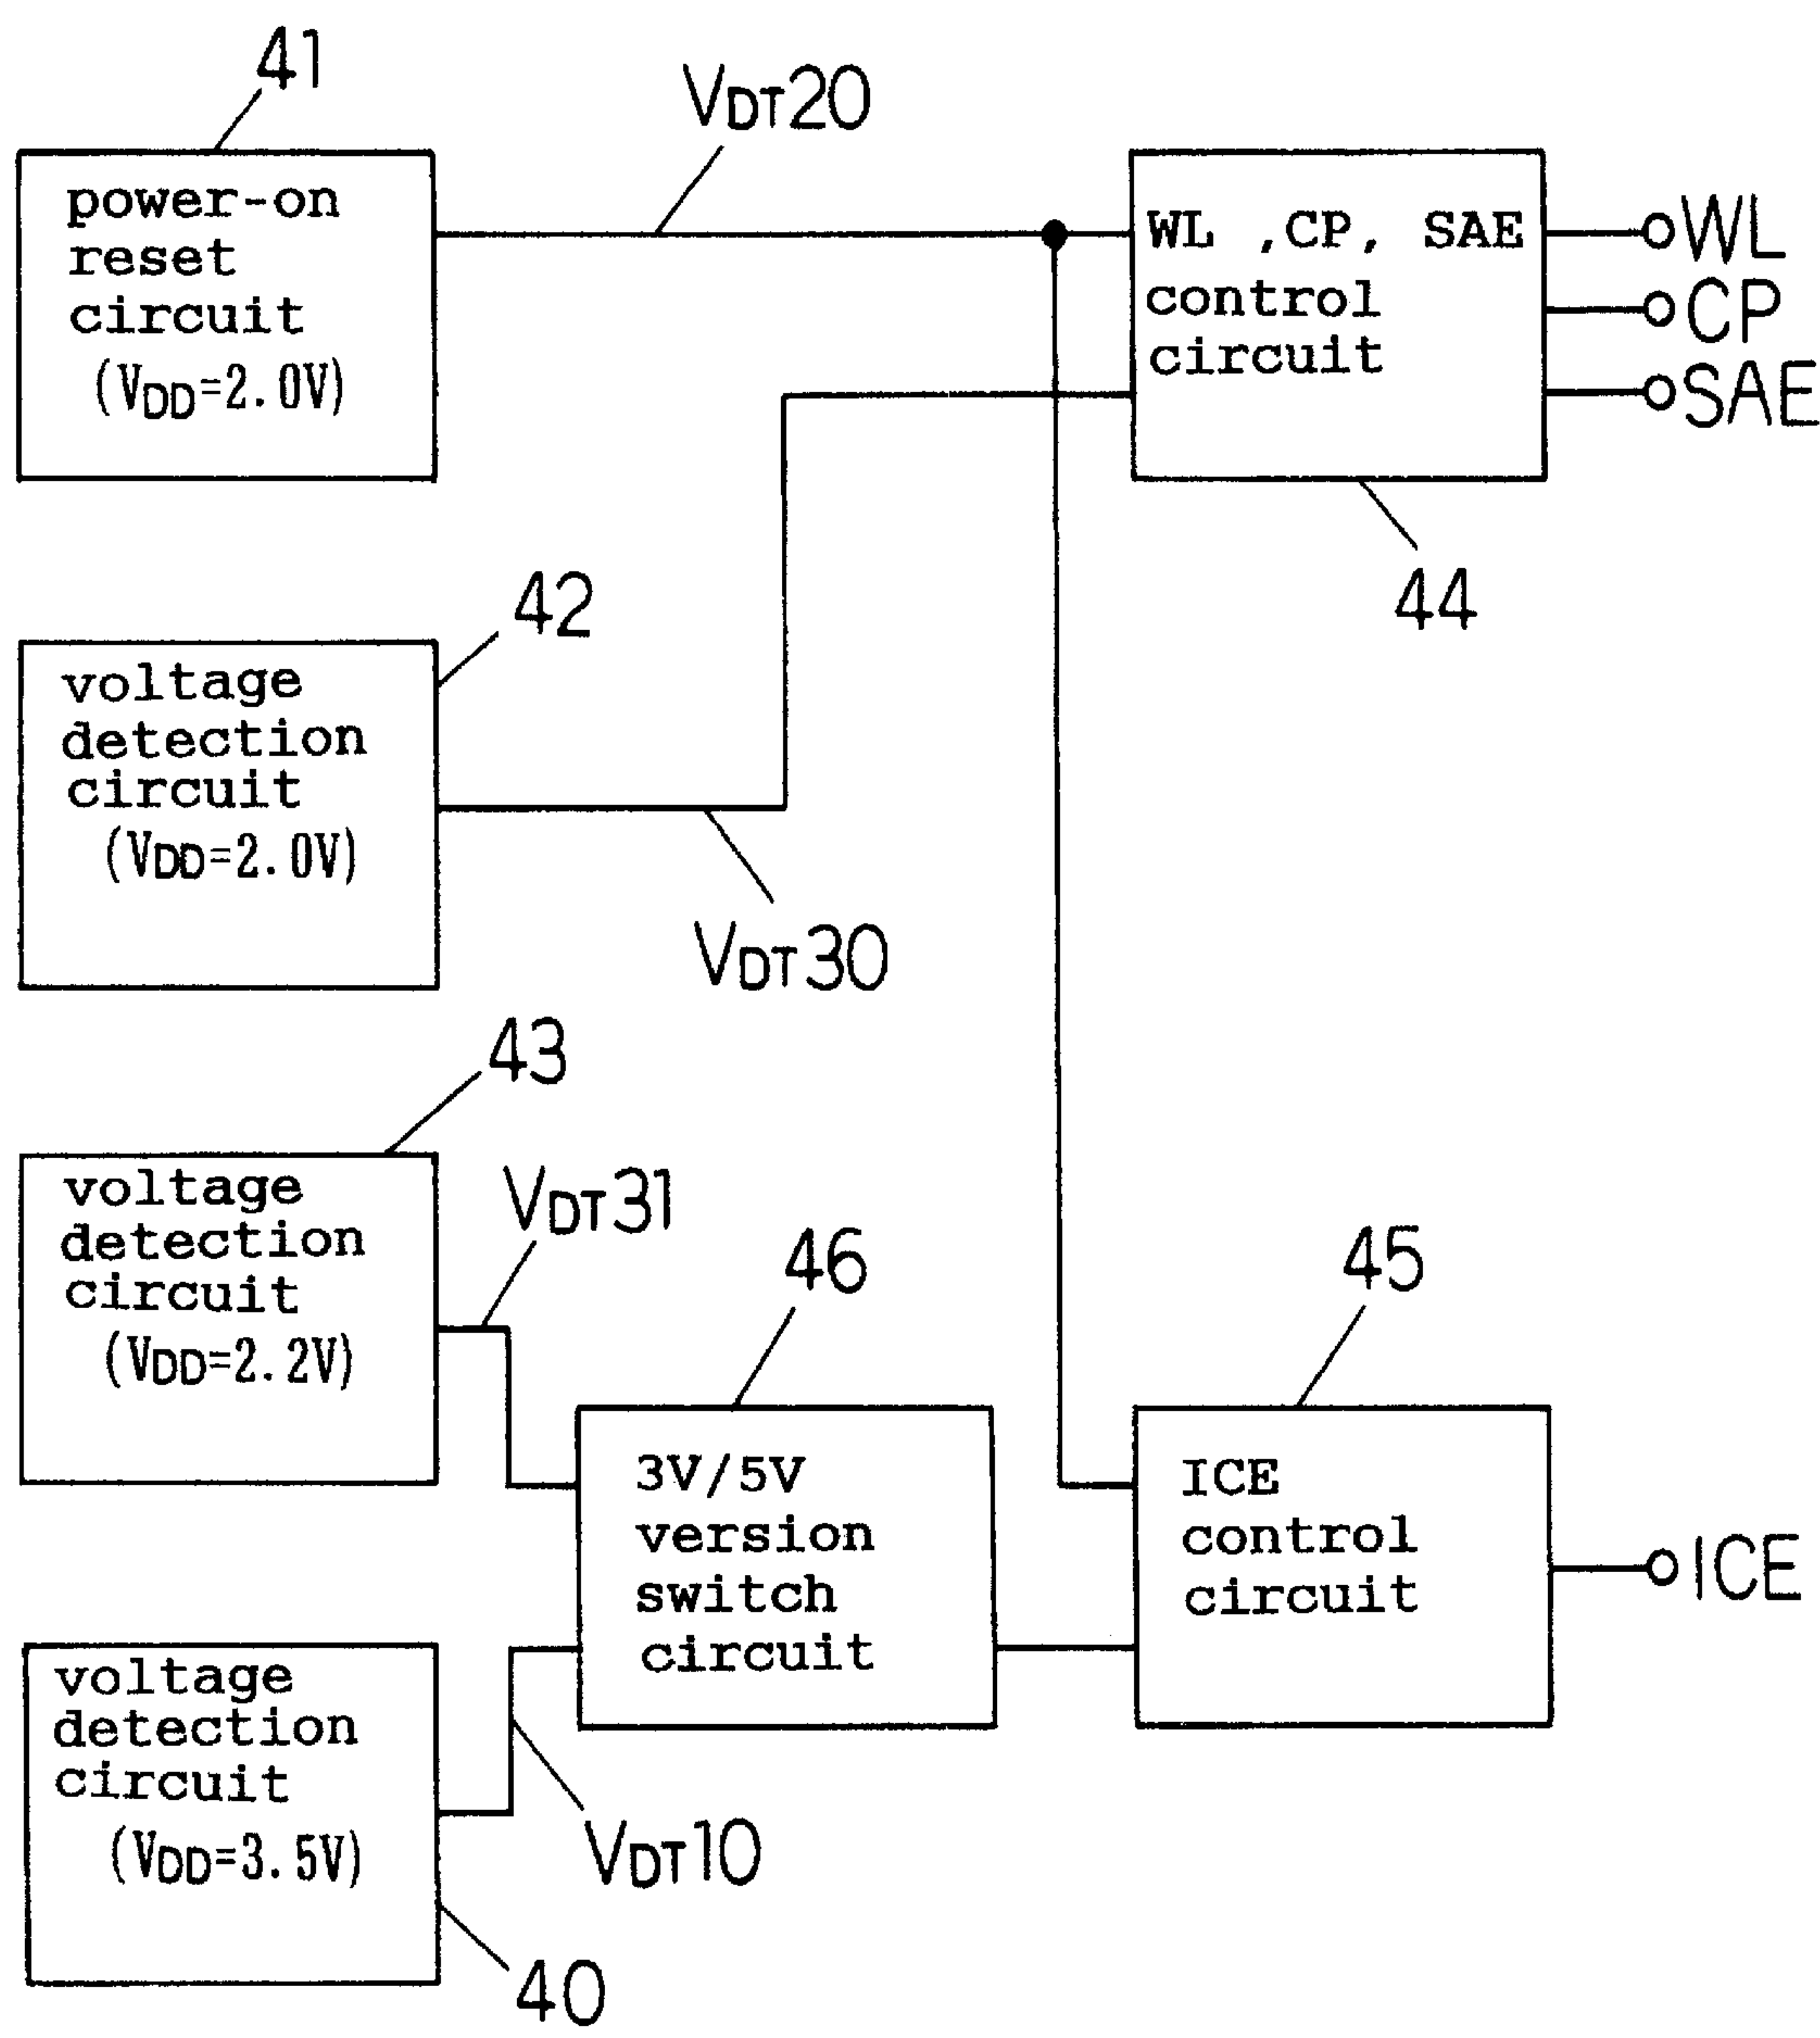 41
VDT20
power-on
reset
circuit
(VDD=2.0V)
WL ,CP, SAE
control
circuit
WL
CP
SAE
44
42
voltage
detection
circuit
(VDD=2.0V)
VDT30
43
voltage
detection
circuit
(VDD=2.2V)
VDT31
46
45
3V/5V
version
switch
circuit
ICE
control
circuit
ICE
voltage
detection
circuit
(VDD=3.5V)
VDT10
40